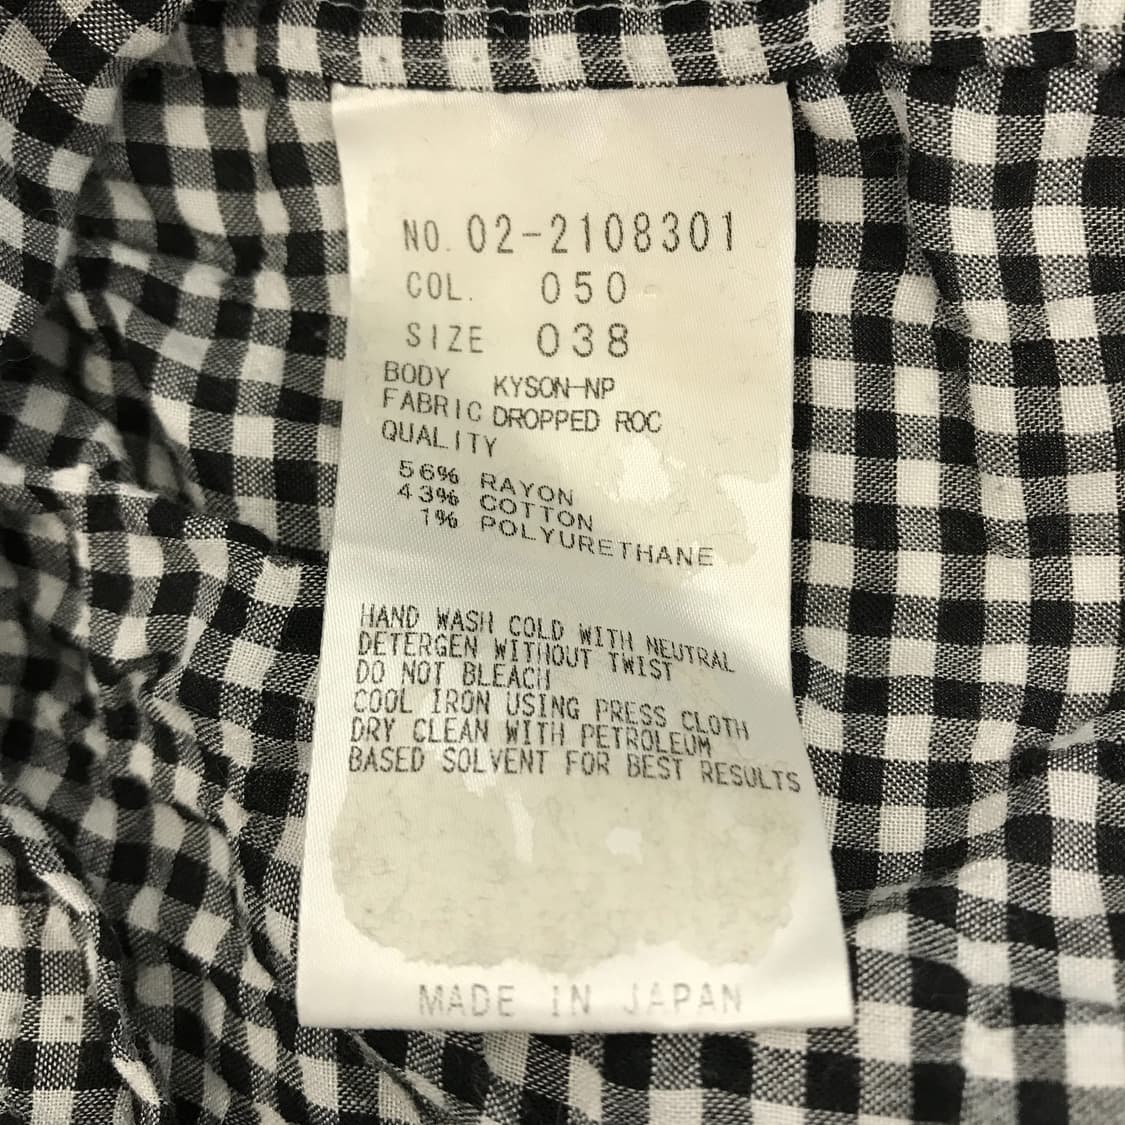 NO. 02-2108301
COL. 050
SIZE 038
BODY KYSON-NP
FABRIC DROPPED ROC
QUALITY
56% RAYON
43% COTTON
1% POLYURETHANE
HAND WASH COLD WITH NEUTRAL
DETERGEN WITHOUT TWIST
DO NOT BLEACH
COOL IRON USING PRESS CLOTH
DRY CLEAN WITH PETROLEUM
BASED SOLVENT FOR BEST RESULTS
MADE IN JAPAN